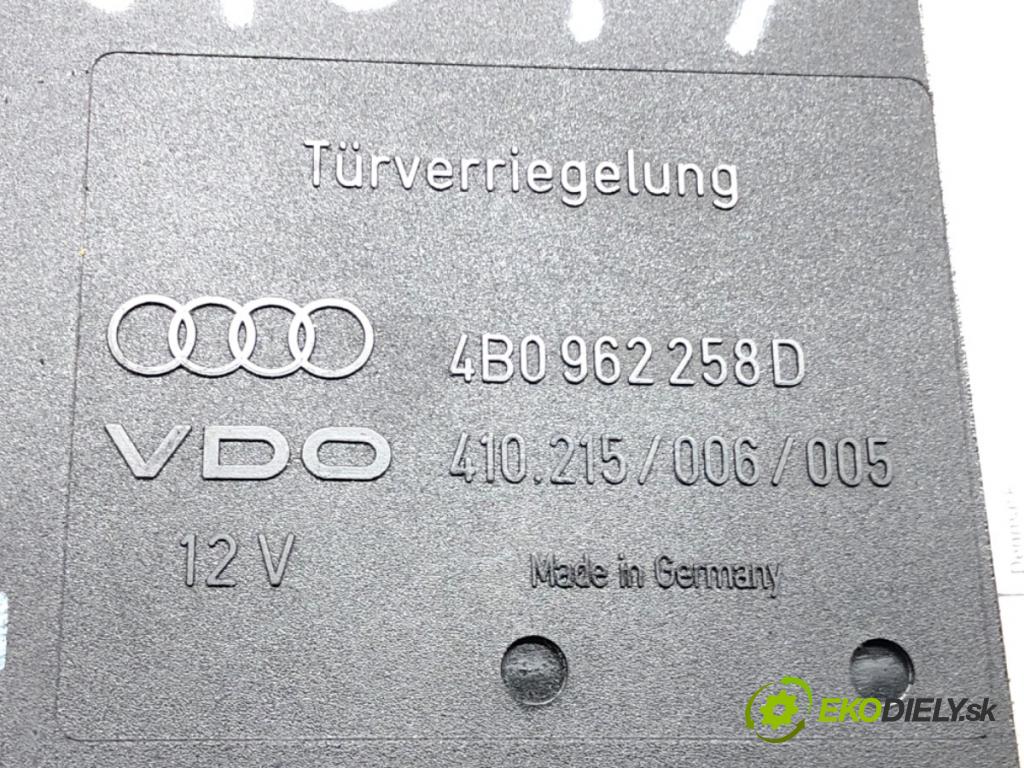 Türverriegelung
4B0 962 258 D
VDO 410.215/006/005
12 V Made in Germany
EKODIELY.sk